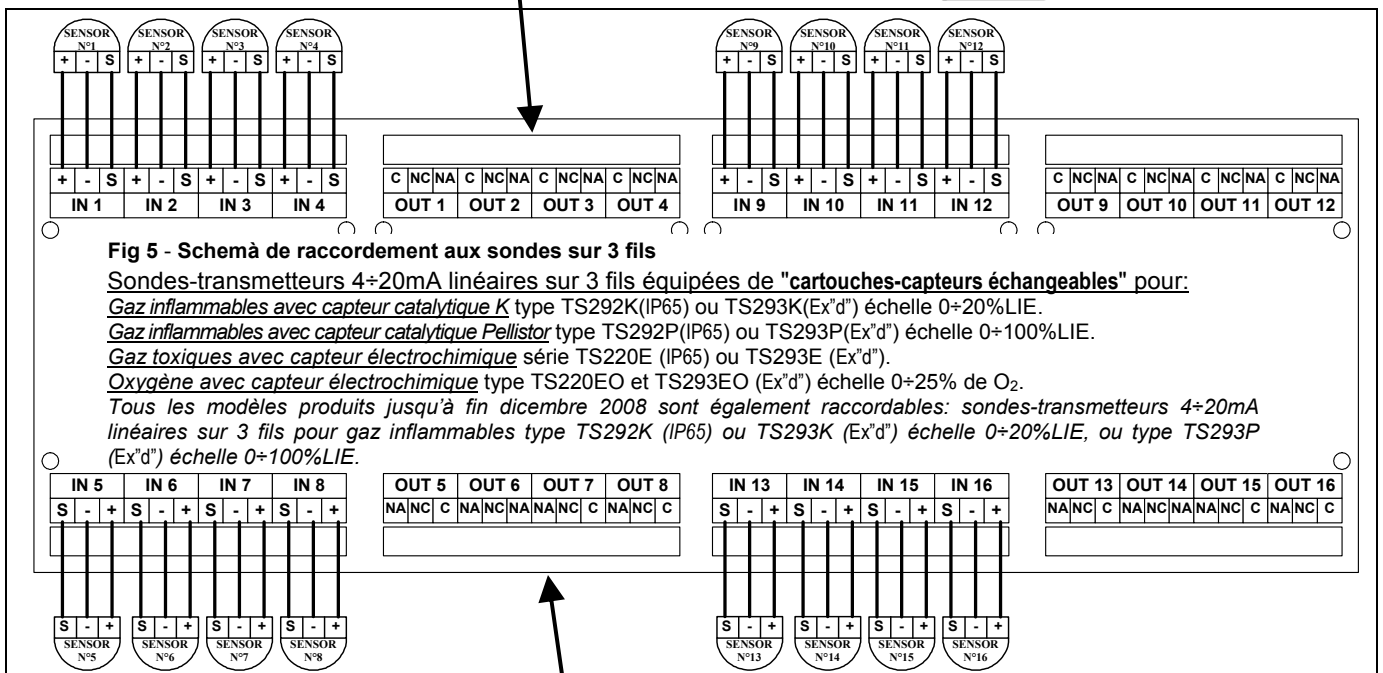 SENSOR N°1 SENSOR N°2 SENSOR N°3 SENSOR N°4 SENSOR N°9 SENSOR N°10 SENSOR N°11 SENSOR N°12
+ - S + - S + - S + - S + - S + - S + - S + - S
+ - S + - S + - S + - S C NC NA C NC NA C NC NA C NC NA + - S + - S + - S + - S C NC NA C NC NA C NC NA C NC NA
IN 1 IN 2 IN 3 IN 4 OUT 1 OUT 2 OUT 3 OUT 4 IN 9 IN 10 IN 11 IN 12 OUT 9 OUT 10 OUT 11 OUT 12
Fig 5 - Schemà de raccordement aux sondes sur 3 fils
Sondes-transmetteurs 4÷20mA linéaires sur 3 fils équipées de "cartouches-capteurs échangeables" pour:
Gaz inflammables avec capteur catalytique K type TS292K(IP65) ou TS293K(Ex"d") échelle 0÷20%LIE.
Gaz inflammables avec capteur catalytique Pellistor type TS292P(IP65) ou TS293P(Ex"d") échelle 0÷100%LIE.
Gaz toxiques avec capteur électrochimique série TS220E (IP65) ou TS293E (Ex"d").
Oxygène avec capteur électrochimique type TS220EO et TS293EO (Ex"d") échelle 0÷25% de O₂.
Tous les modèles produits jusqu'à fin dicembre 2008 sont également raccordables: sondes-transmetteurs 4÷20mA
linéaires sur 3 fils pour gaz inflammables type TS292K (IP65) ou TS293K (Ex"d") échelle 0÷20%LIE, ou type TS293P
(Ex"d") échelle 0÷100%LIE.
IN 5 IN 6 IN 7 IN 8 OUT 5 OUT 6 OUT 7 OUT 8 IN 13 IN 14 IN 15 IN 16 OUT 13 OUT 14 OUT 15 OUT 16
S - + S - + S - + S - + NA NC C NA NC NA NA NC C NA NC C S - + S - + S - + S - + NA NC C NA NC NA NA NC C NA NC C
S - + S - + S - + S - + S - + S - + S - + S - +
SENSOR N°5 SENSOR N°6 SENSOR N°7 SENSOR N°8 SENSOR N°13 SENSOR N°14 SENSOR N°15 SENSOR N°16